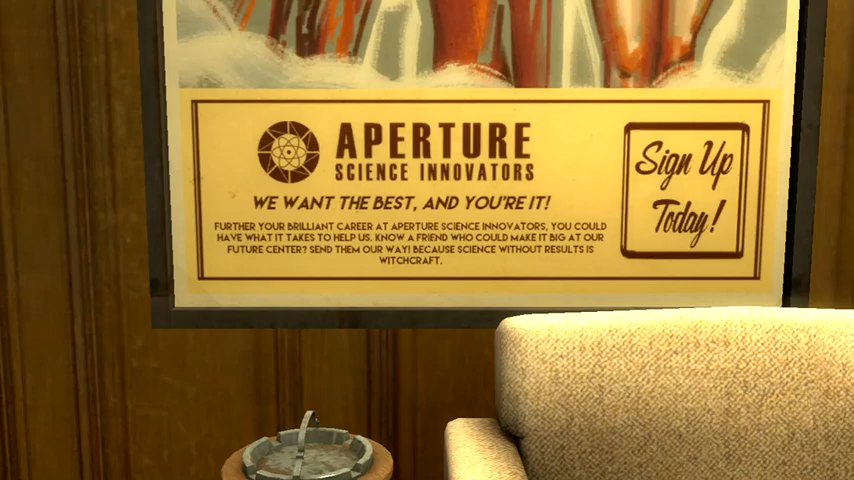 APERTURE
SCIENCE INNOVATORS
WE WANT THE BEST, AND YOU'RE IT!
FURTHER YOUR BRILLIANT CAREER AT APERTURE SCIENCE INNOVATORS, YOU COULD
HAVE WHAT IT TAKES TO HELP US. KNOW A FRIEND WHO COULD MAKE IT BIG AT OUR
FUTURE CENTER? SEND THEM OUR WAY! BECAUSE SCIENCE WITHOUT RESULTS IS
WITCHCRAFT.
Sign Up
Today!